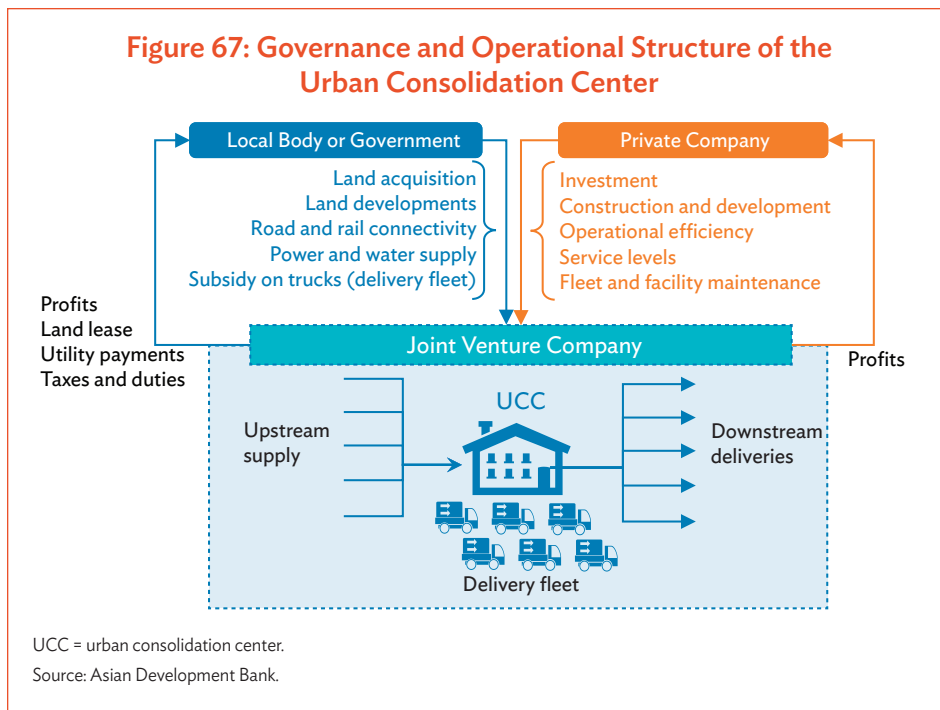 Figure 67: Governance and Operational Structure of the
Urban Consolidation Center
Local Body or Government
Land acquisition
Land developments
Road and rail connectivity
Power and water supply
Subsidy on trucks (delivery fleet)
Private Company
Investment
Construction and development
Operational efficiency
Service levels
Fleet and facility maintenance
Profits
Land lease
Utility payments
Taxes and duties
Joint Venture Company
Profits
Upstream
supply
UCC
Downstream
deliveries
Delivery fleet
UCC = urban consolidation center.
Source: Asian Development Bank.